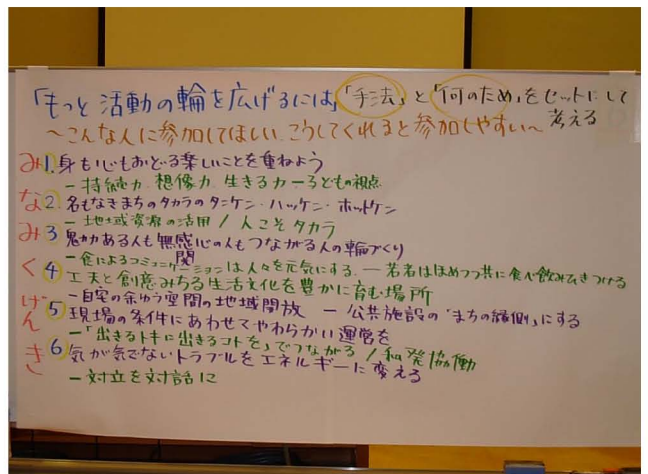 「もっと活動の輪を広げるには」「手法」と「何のため」をセットにして
考える
～こんな人に参加してほしい、こうしてくれると参加しやすい～
み 1. 身も心もおどる楽しいことを重ねよう
－持続力 想像力 生きる力－子どもの視点
な 2. 名もなきまちのタカラのタンケン・ハッケン・ホットケン
－地域資源の活用 / 人こそタカラ
み 3 魅力ある人も無感心の人もつながる人の輪づくり
関
－食によるコミュニケーションは人々を元気にする －若者はほめつつ共に食べ飲みひきつける
く 4 工夫と創意みちる生活文化を豊かに育む場所
－自宅の余ゆう空間の地域開放 － 公共施設の"まちの縁側"にする
げ 5 現場の条件にあわせてやわらかい運営を
ん －「出きるトキに出きるコトを」でつながる / 私発協働
き 6 気が気でないトラブルをエネルギーに変える
－対立を対話に